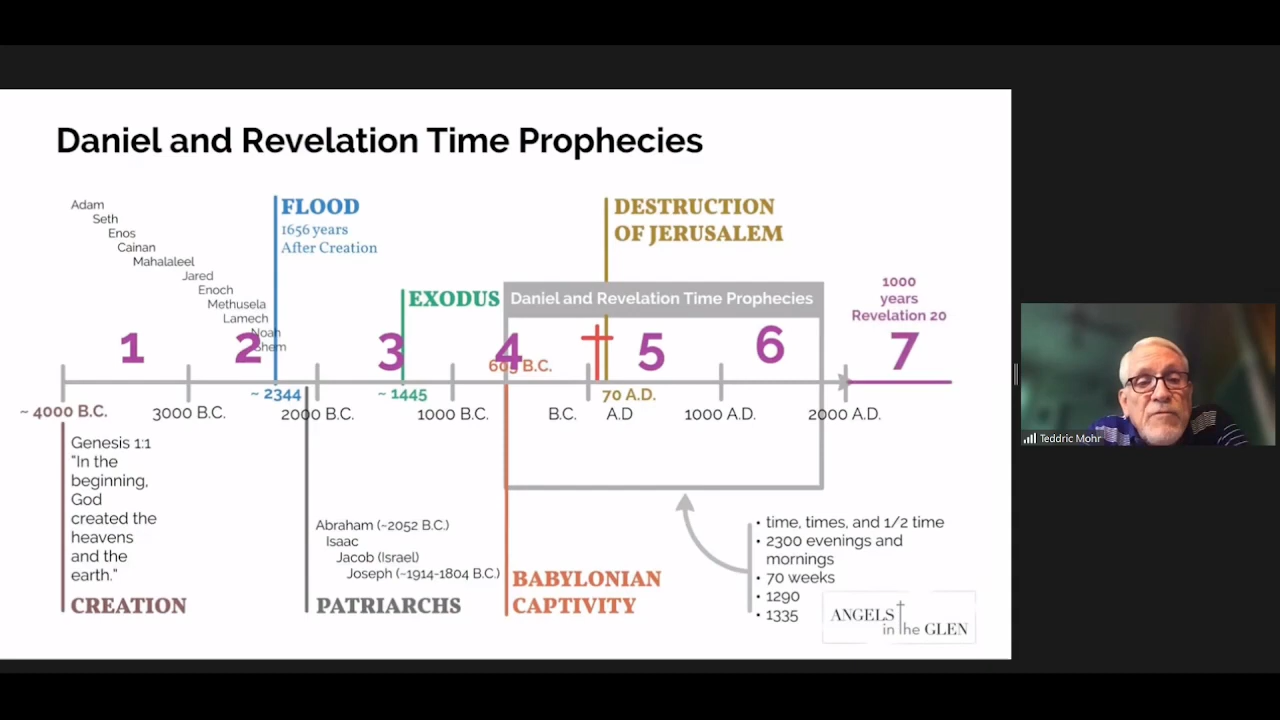 Daniel and Revelation Time Prophecies
Adam
Seth
Enos
Cainan
Mahalaleel
Jared
Enoch
Methusela
Lamech
Noah
Shem
FLOOD
1656 years
After Creation
DESTRUCTION
OF JERUSALEM
EXODUS
Daniel and Revelation Time Prophecies
1000
years
Revelation 20
1 2 3 4 5 6 7
605 B.C.
~ 2344
~ 1445
70 A.D.
~ 4000 B.C.
3000 B.C.
2000 B.C.
1000 B.C.
B.C.
A.D
1000 A.D.
2000 A.D.
Genesis 1:1
"In the
beginning,
God
created the
heavens
and the
earth."
CREATION
Abraham (~2052 B.C.)
Isaac
Jacob (Israel)
Joseph (~1914-1804 B.C.)
PATRIARCHS
BABYLONIAN
CAPTIVITY
• time, times, and 1/2 time
• 2300 evenings and
mornings
• 70 weeks
• 1290
• 1335
ANGELS
in the GLEN
Teddric Mohr